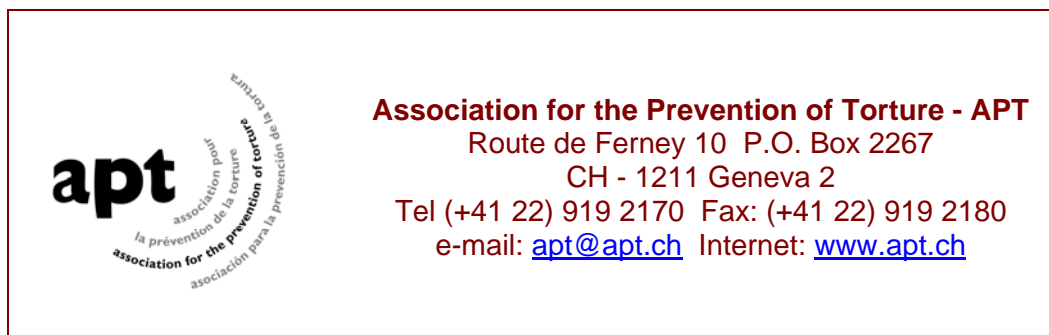 apt
association pour
la prévention de la torture
association for the prevention of torture
asociación para la prevención de la tortura
Association for the Prevention of Torture - APT
Route de Ferney 10 P.O. Box 2267
CH - 1211 Geneva 2
Tel (+41 22) 919 2170 Fax: (+41 22) 919 2180
e-mail: apt@apt.ch Internet: www.apt.ch